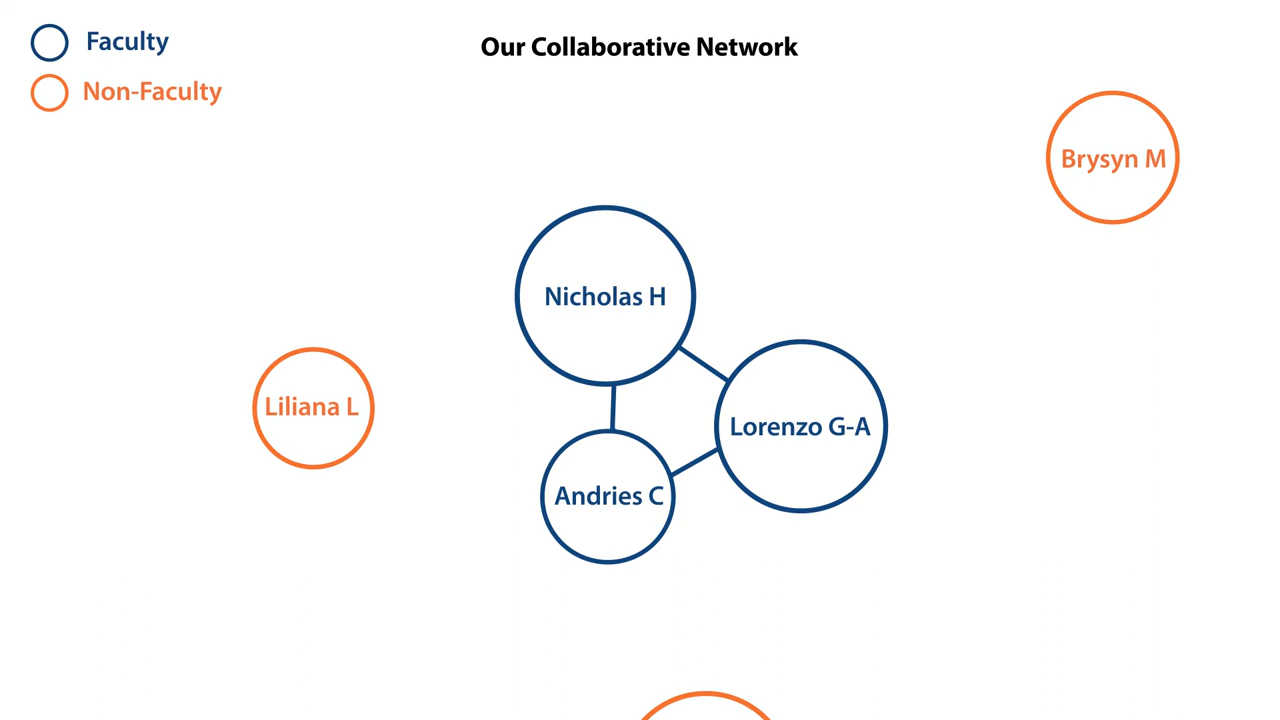 Faculty
Our Collaborative Network
Non-Faculty
Brysyn M
Nicholas H
Liliana L
Lorenzo G-A
Andries C